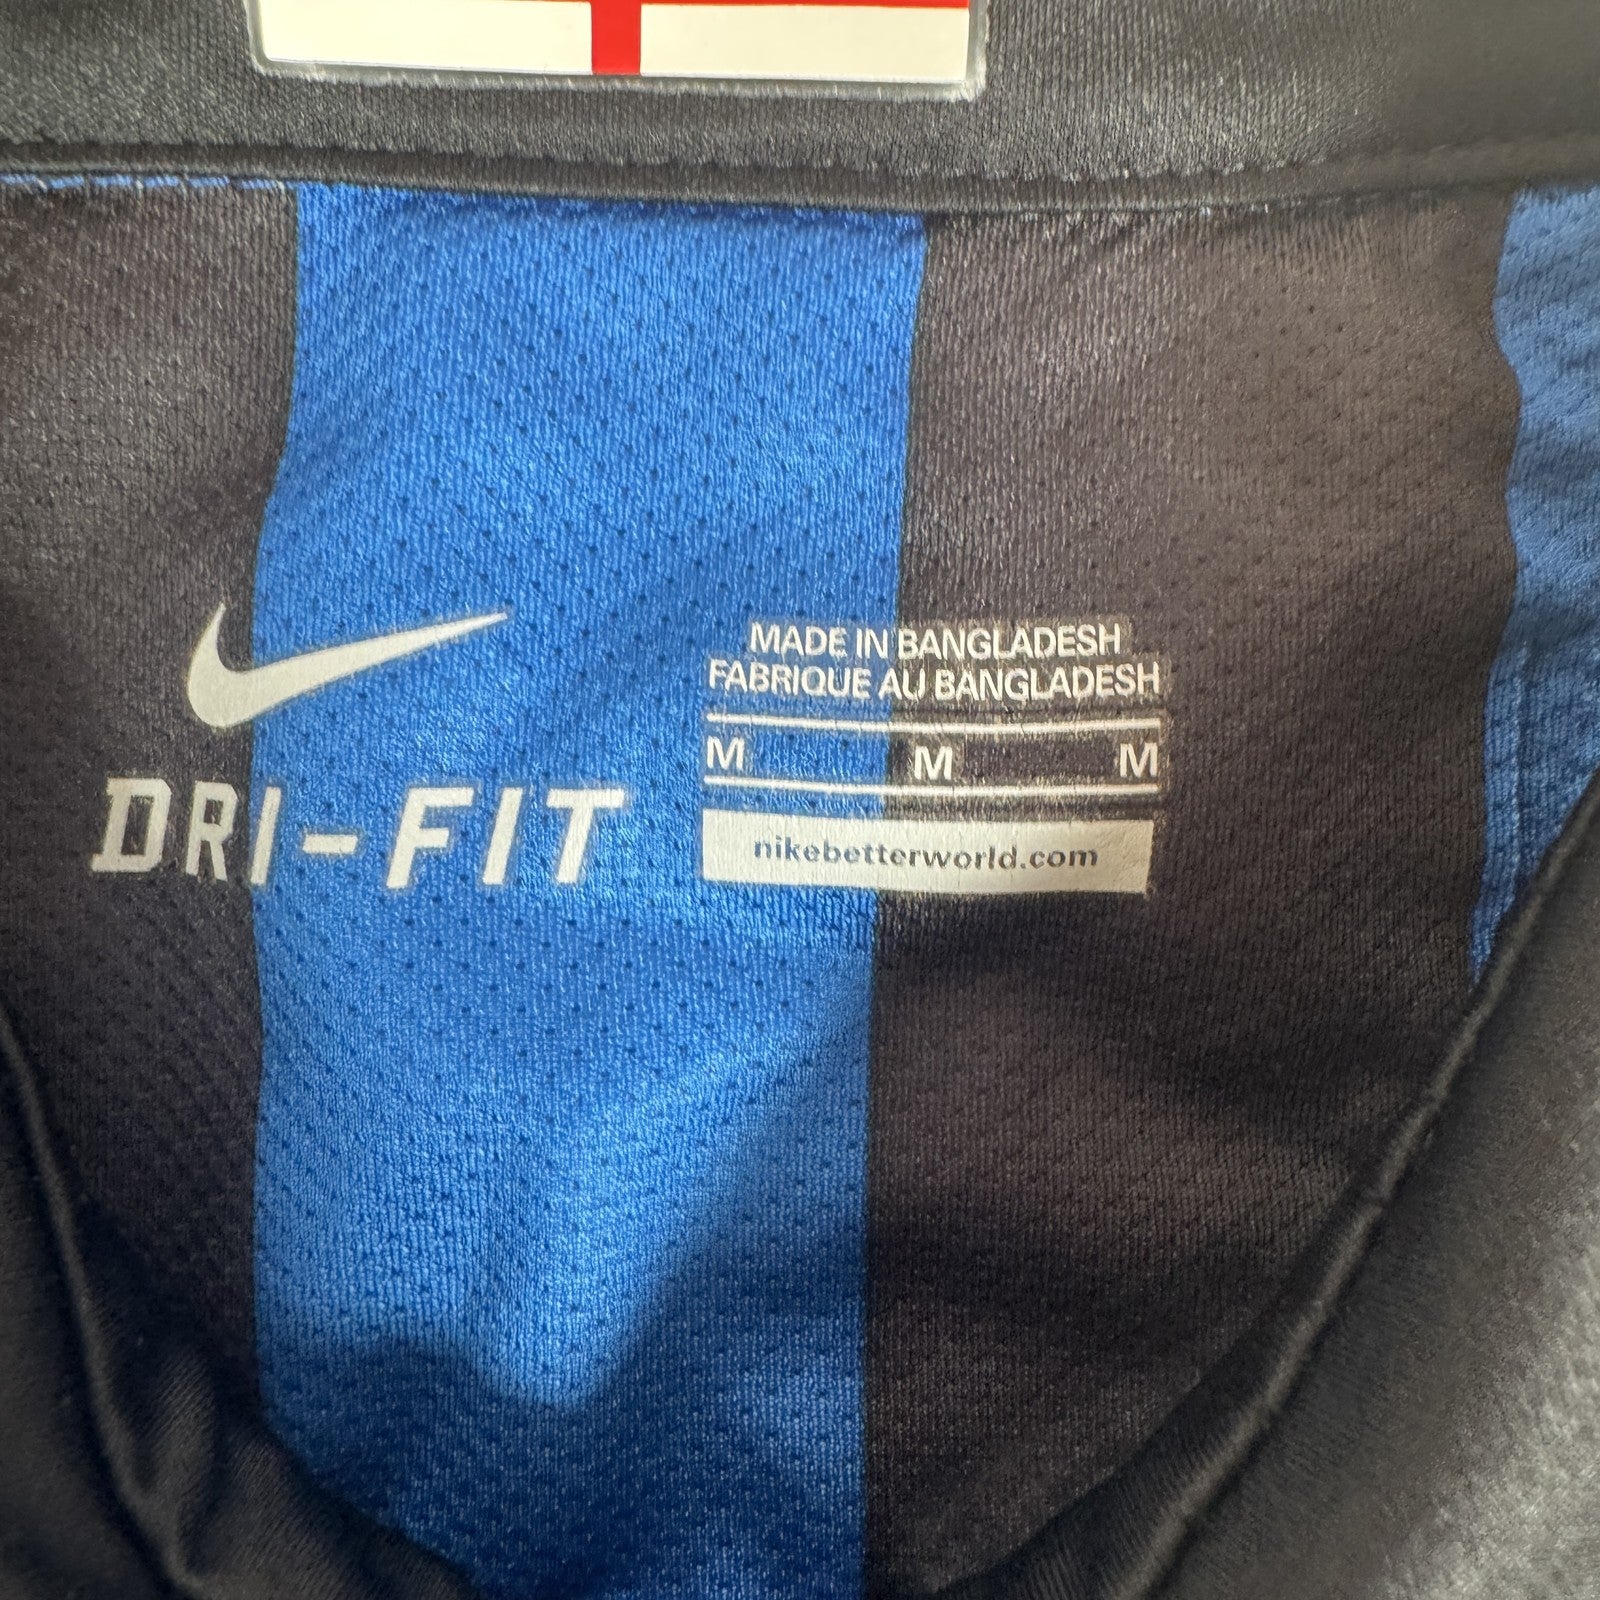 MADE IN BANGLADESH
FABRIQUE AU BANGLADESH
M M M
DRI-FIT
nikebetterworld.com